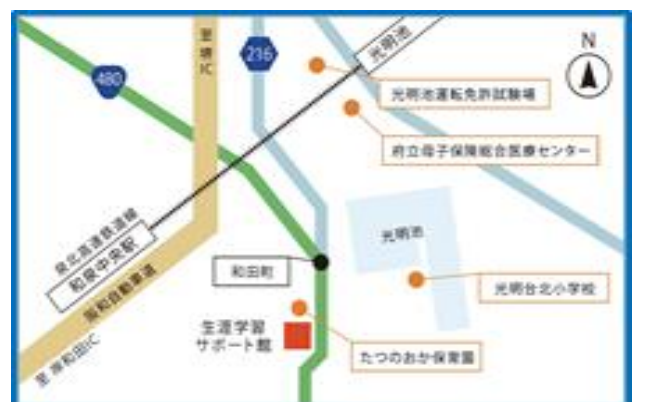 至 堺IC
216
光明池
N
480
光明池運転免許試験場
府立母子保険総合医療センター
泉北高速鉄道線
和泉中央駅
光明池
和田町
阪和自動車道
光明台北小学校
生涯学習
サポート館
たつのおか保育園
至 岸和田IC